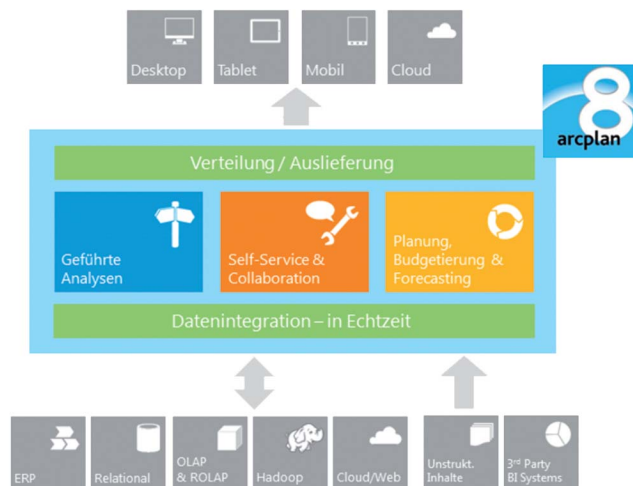 Desktop
Tablet
Mobil
Cloud
8
arcplan
Verteilung / Auslieferung
Geführte
Analysen
Self-Service &
Collaboration
Planung,
Budgetierung &
Forecasting
Datenintegration – in Echtzeit
ERP
Relational
OLAP
& ROLAP
Hadoop
Cloud/Web
Unstrukt.
Inhalte
3rd Party
BI Systems